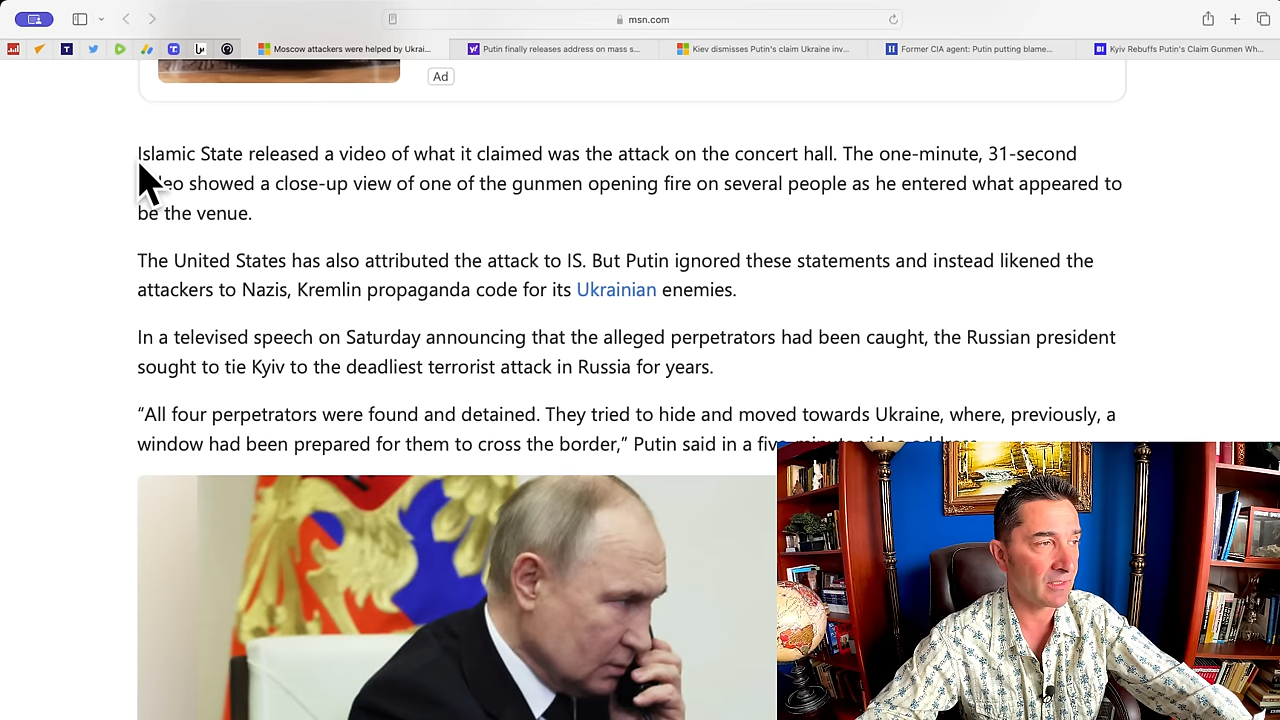 msn.com
Moscow attackers were helped by Ukrai...
Putin finally releases address on mass s...
Kiev dismisses Putin's claim Ukraine inv...
Former CIA agent: Putin putting blame...
Kyiv Rebuffs Putin's Claim Gunmen Wh...
Ad
Islamic State released a video of what it claimed was the attack on the concert hall. The one-minute, 31-second
showed a close-up view of one of the gunmen opening fire on several people as he entered what appeared to
be the venue.
The United States has also attributed the attack to IS. But Putin ignored these statements and instead likened the
attackers to Nazis, Kremlin propaganda code for its Ukrainian enemies.
In a televised speech on Saturday announcing that the alleged perpetrators had been caught, the Russian president
sought to tie Kyiv to the deadliest terrorist attack in Russia for years.
“All four perpetrators were found and detained. They tried to hide and moved towards Ukraine, where, previously, a
window had been prepared for them to cross the border,” Putin said in a